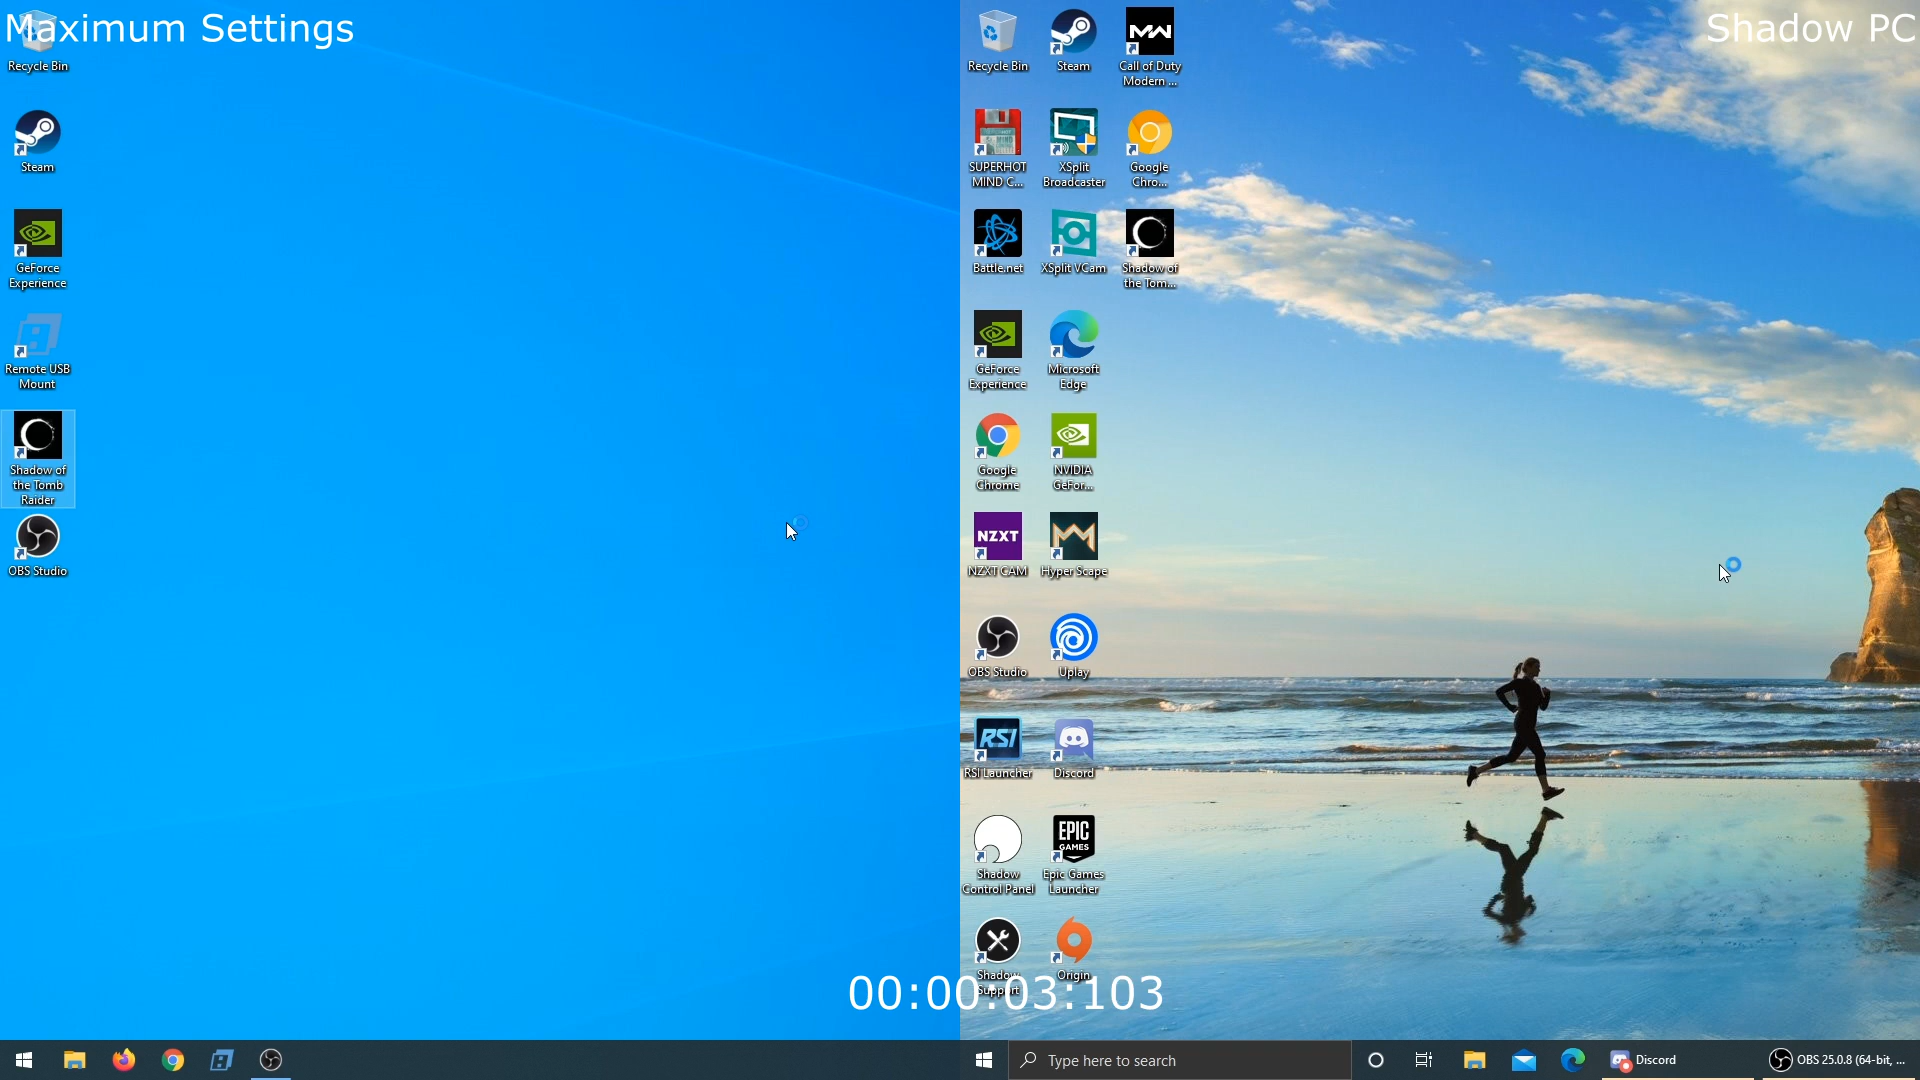 Maximum Settings
Recycle Bin
Steam
GeForce
Experience
Remote USB
Mount
Shadow of
the Tomb
Raider
OBS Studio
Shadow PC
Recycle Bin
Steam
Call of Duty
Modern ...
SUPERHOT
MIND C...
XSplit
Broadcaster
Google
Chro...
Battle.net
XSplit VCam
Shadow of
the Tom...
GeForce
Experience
Microsoft
Edge
Google
Chrome
NVIDIA
GeFor...
NZXT
NZXT CAM
Hyper Scape
OBS Studio
Uplay
RSI
RSI Launcher
Discord
EPIC
GAMES
Shadow
Control Panel
Epic Games
Launcher
Shadow
Support
Origin
00:00:03:103
Type here to search
Discord
OBS 25.0.8 (64-bit, ...